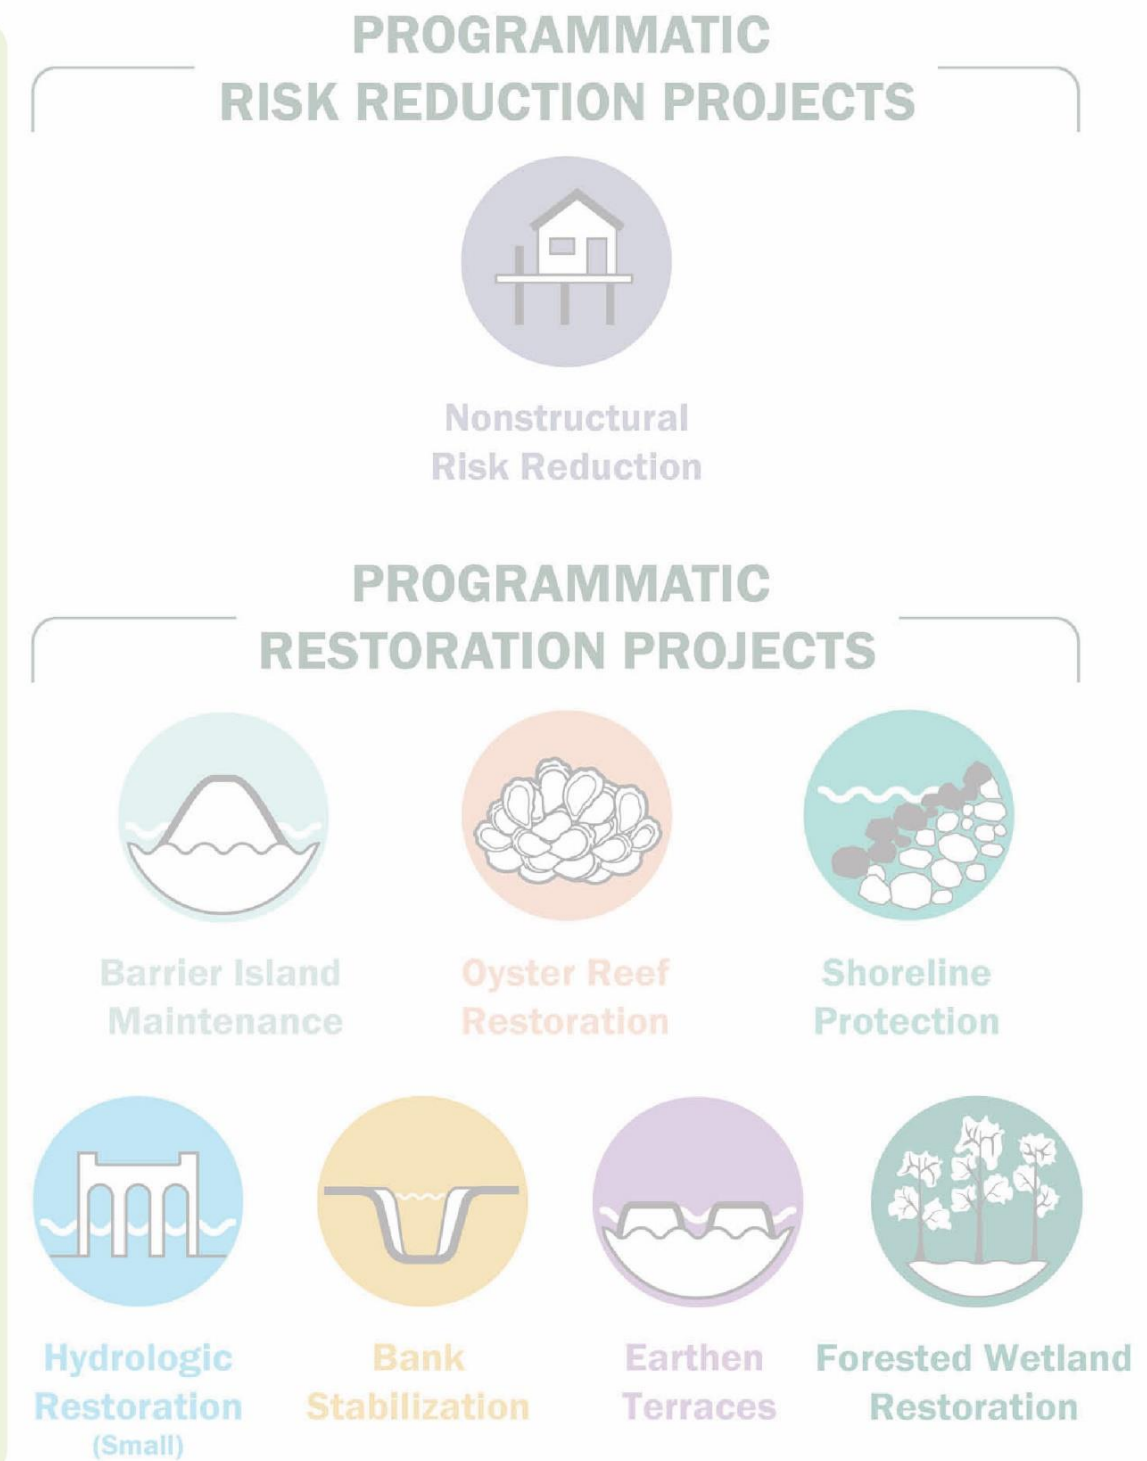 PROGRAMMATIC
RISK REDUCTION PROJECTS
Nonstructural
Risk Reduction
PROGRAMMATIC
RESTORATION PROJECTS
Barrier Island
Maintenance
Oyster Reef
Restoration
Shoreline
Protection
Hydrologic
Restoration
(Small)
Bank
Stabilization
Earthen
Terraces
Forested Wetland
Restoration